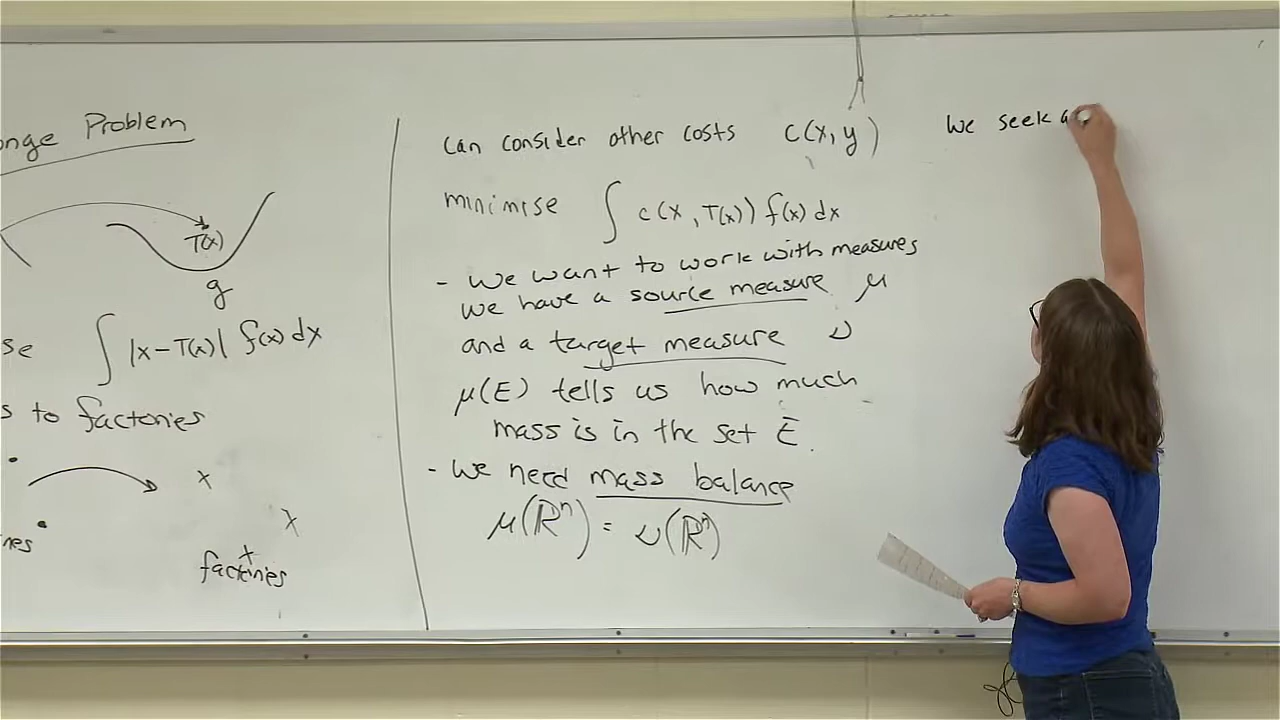 onge Problem
T(x)
g
se ∫ |x-T(x)| f(x) dx
s to factories
nes
factories
can consider other costs c(x, y)
minimise ∫ c(x, T(x)) f(x) dx
- we want to work with measures
we have a source measure μ
and a target measure ν
μ(E) tells us how much
mass is in the set E.
- we need mass balance
μ(ℝⁿ) = ν(ℝⁿ)
We seek a